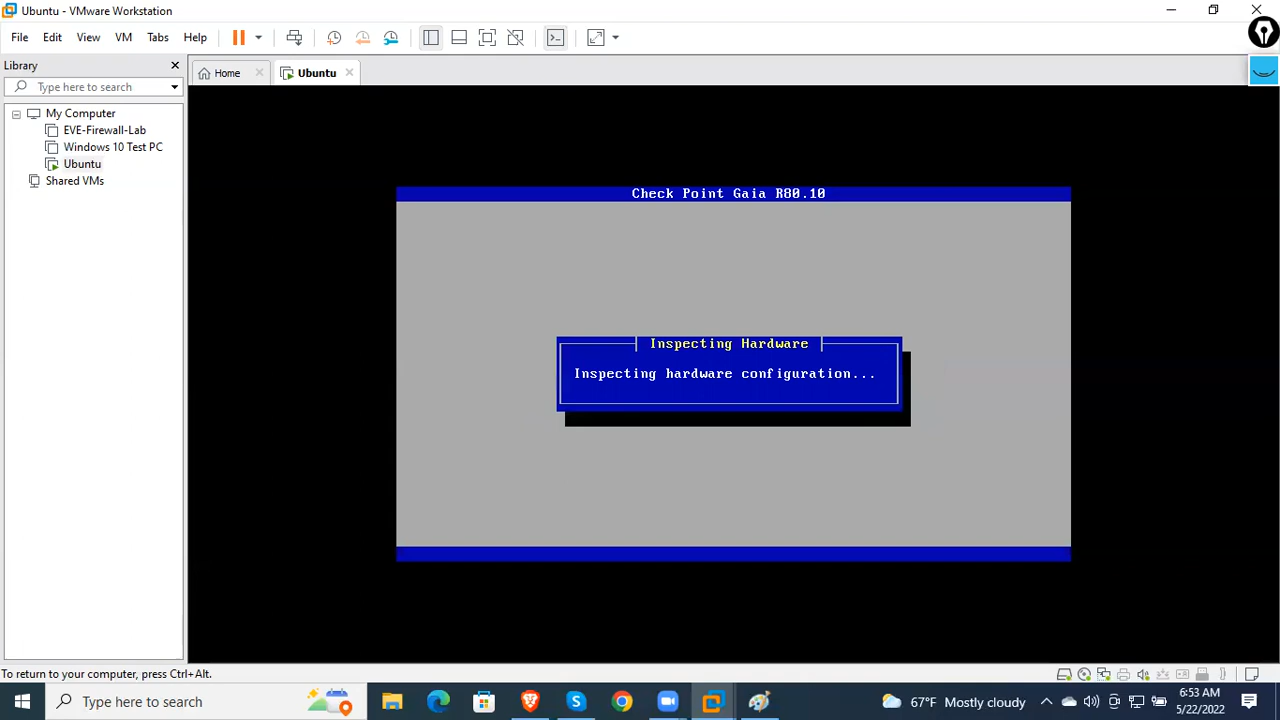 Ubuntu - VMware Workstation
File Edit View VM Tabs Help
Library
Home
Ubuntu
Type here to search
My Computer
EVE-Firewall-Lab
Windows 10 Test PC
Ubuntu
Shared VMs
Check Point Gaia R80.10
Inspecting Hardware
Inspecting hardware configuration...
To return to your computer, press Ctrl+Alt.
Type here to search
67°F Mostly cloudy
6:53 AM
5/22/2022